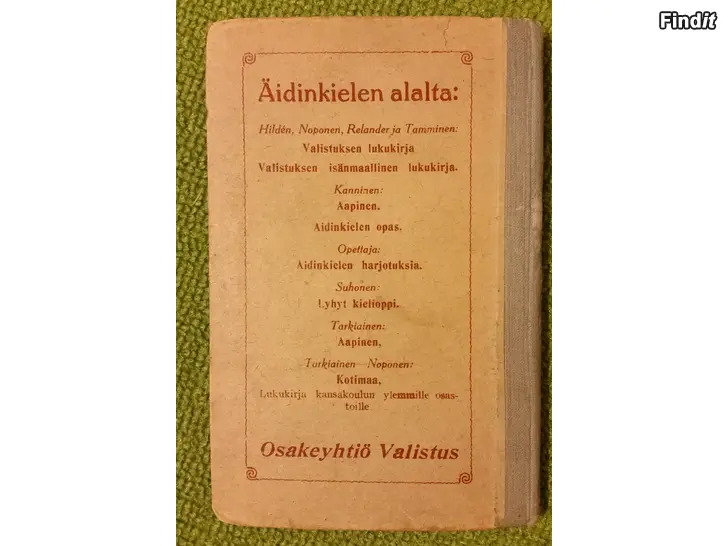 Findit
Äidinkielen alalta:
Hildén, Noponen, Relander ja Tamminen:
Valistuksen lukukirja
Valistuksen isänmaallinen lukukirja.
Kanninen:
Aapinen.
Äidinkielen opas.
Opettaja:
Äidinkielen harjotuksia.
Suhonen:
Lyhyt kielioppi.
Tarkiainen:
Aapinen,
Tarkiainen—Noponen:
Kotimaa,
Lukukirja kansakoulun ylemmille osas-
toille
Osakeyhtiö Valistus